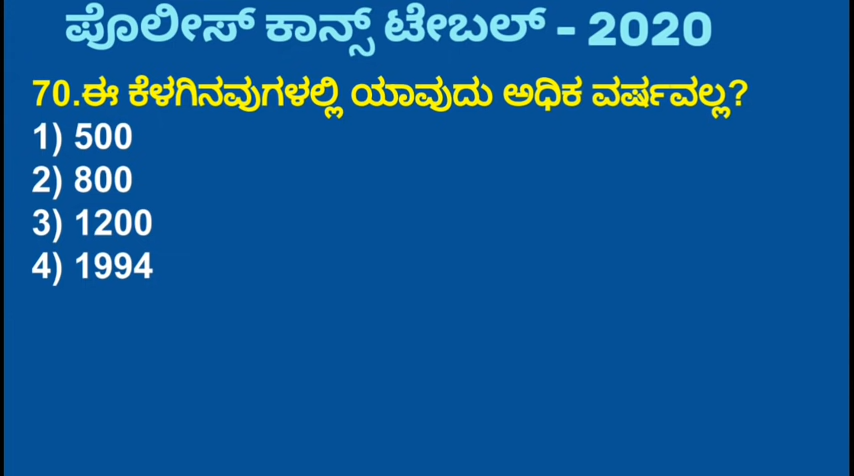 ಪೊಲೀಸ್ ಕಾನ್ಸ್ ಟೇಬಲ್ - 2020
70.ಈ ಕೆಳಗಿನವುಗಳಲ್ಲಿ ಯಾವುದು ಅಧಿಕ ವರ್ಷವಲ್ಲ?
1) 500
2) 800
3) 1200
4) 1994